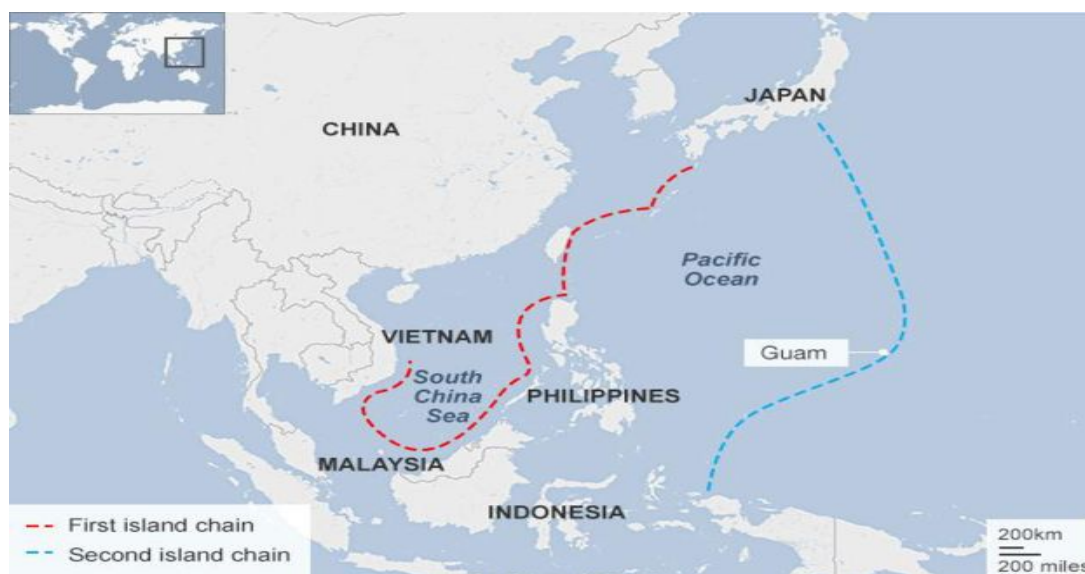 JAPAN
CHINA
Pacific
Ocean
VIETNAM
Guam
South
China
Sea
PHILIPPINES
MALAYSIA
INDONESIA
First island chain
Second island chain
200km
200 miles